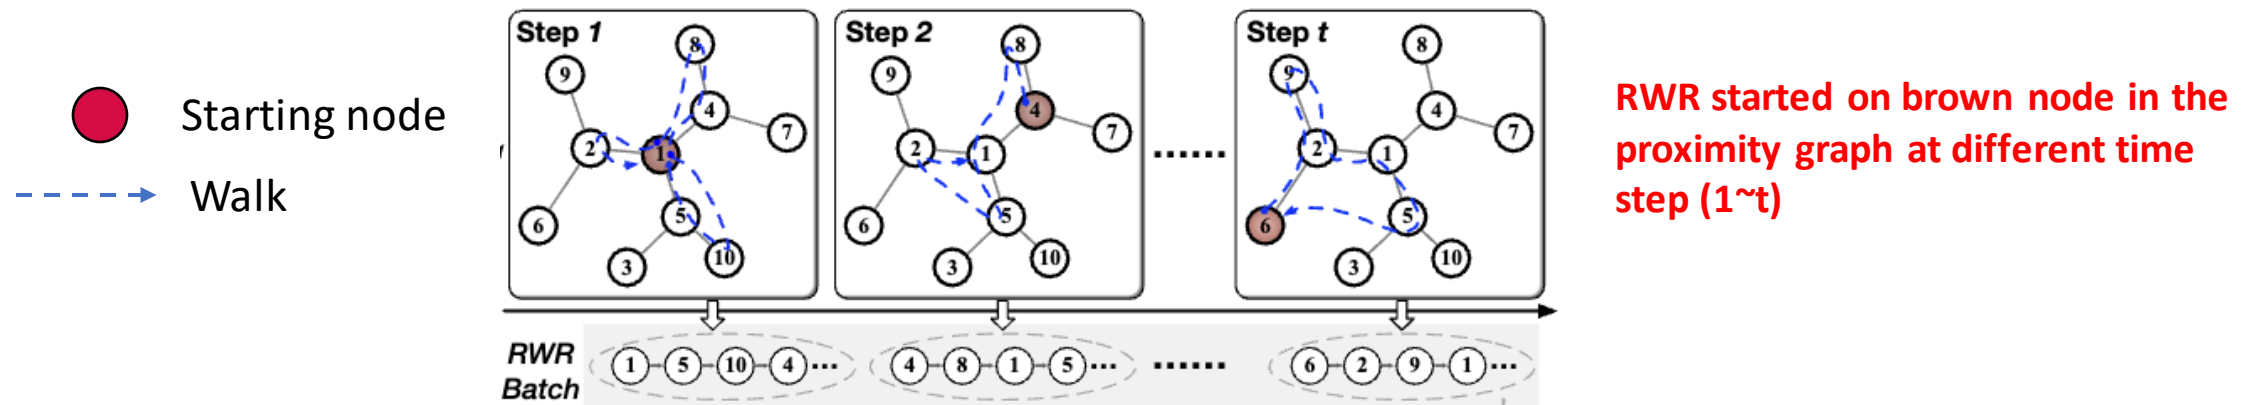 Starting node
Walk
Step 1
8
9
4
7
2
1
5
6
3
10
Step 2
8
9
4
7
2
1
5
6
3
10
......
Step t
8
9
4
7
2
1
5
6
3
10
RWR started on brown node in the
proximity graph at different time
step (1~t)
RWR
Batch
1 5 10 4 ...
4 8 1 5 ...
......
6 2 9 1 ...